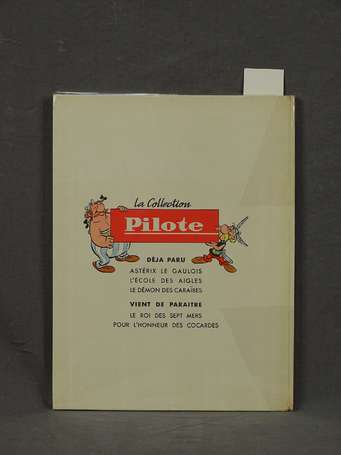 La Collection
Pilote
DÉJA PARU
ASTÉRIX LE GAULOIS
L'ÉCOLE DES AIGLES
LE DÉMON DES CARAÏBES
VIENT DE PARAITRE
LE ROI DES SEPT MERS
POUR L'HONNEUR DES COCARDES